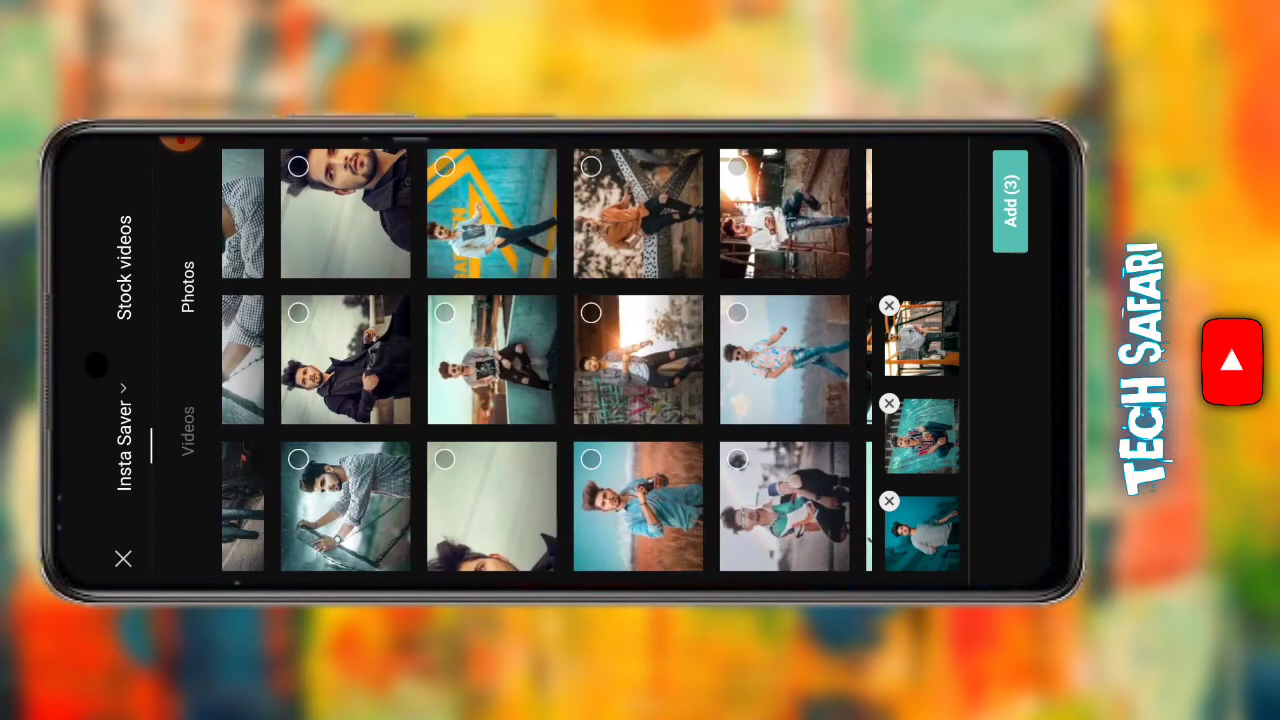 Insta Saver
Stock videos
Videos
Photos
Add (3)
TECH SAFARI